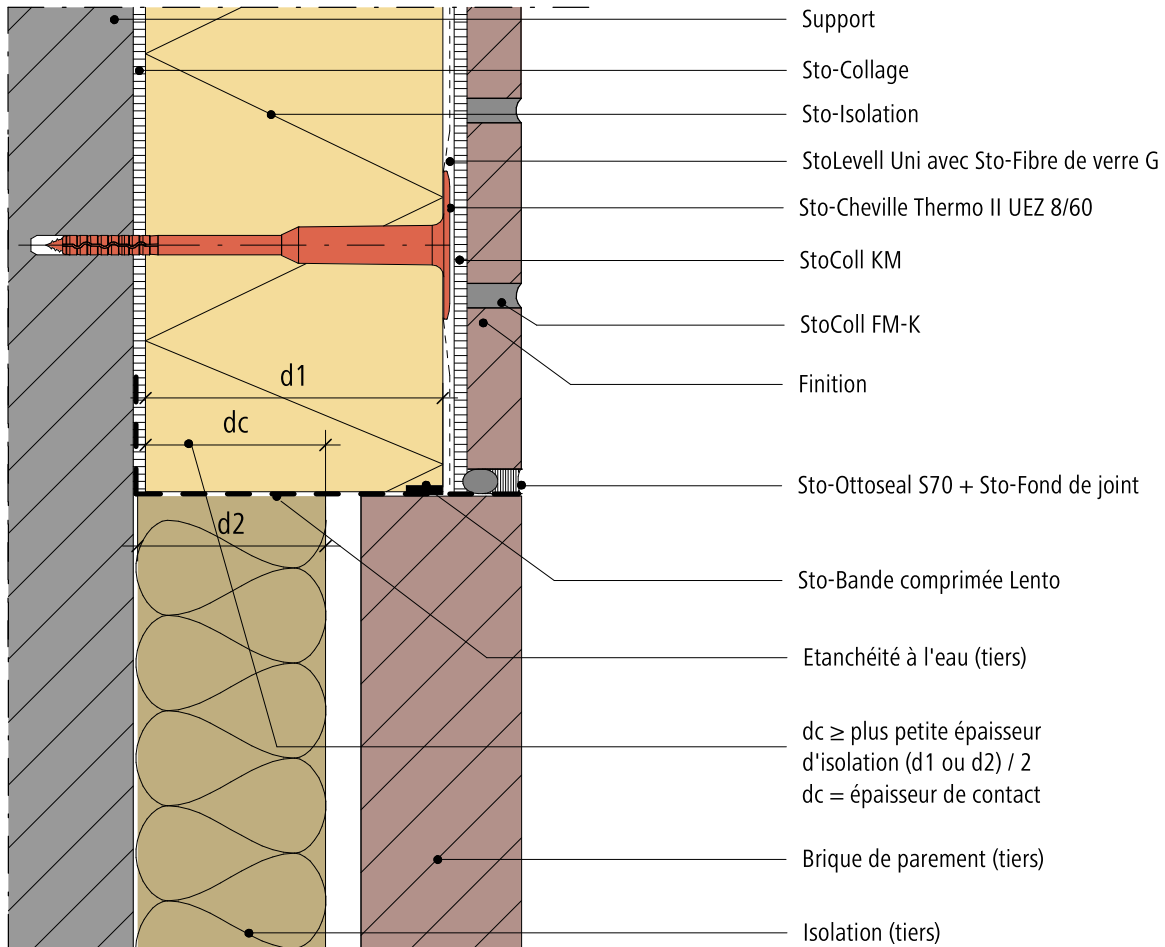 Support
Sto-Collage
Sto-Isolation
StoLevell Uni avec Sto-Fibre de verre G
Sto-Cheville Thermo II UEZ 8/60
StoColl KM
StoColl FM-K
d1
Finition
dc
Sto-Ottoseal S70 + Sto-Fond de joint
d2
Sto-Bande comprimée Lento
Etanchéité à l'eau (tiers)
dc ≥ plus petite épaisseur
d'isolation (d1 ou d2) / 2
dc = épaisseur de contact
Brique de parement (tiers)
Isolation (tiers)